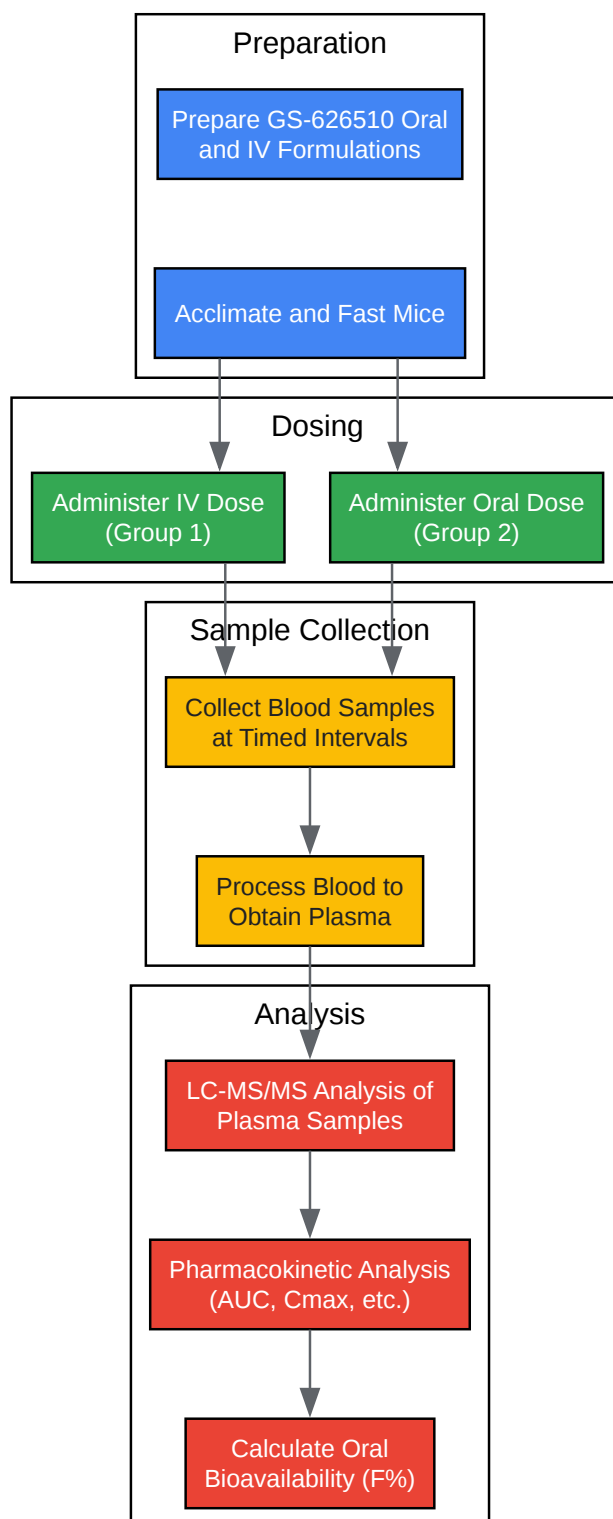 Preparation
Prepare GS-626510 Oral
and IV Formulations
Acclimate and Fast Mice
Dosing
Administer IV Dose
(Group 1)
Administer Oral Dose
(Group 2)
Sample Collection
Collect Blood Samples
at Timed Intervals
Process Blood to
Obtain Plasma
Analysis
LC-MS/MS Analysis of
Plasma Samples
Pharmacokinetic Analysis
(AUC, Cmax, etc.)
Calculate Oral
Bioavailability (F%)